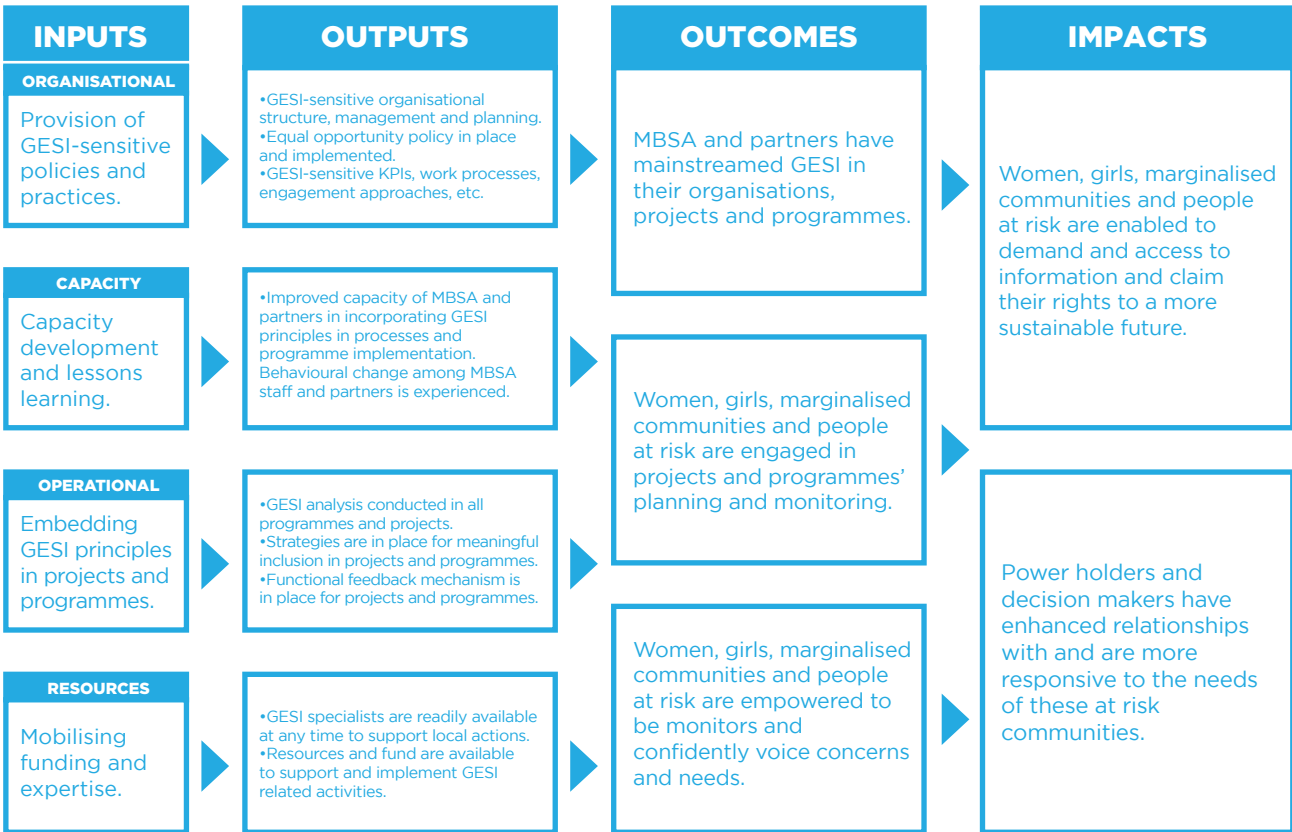 INPUTS
ORGANISATIONAL
Provision of
GESI-sensitive
policies and
practices.
CAPACITY
Capacity
development
and lessons
learning.
OPERATIONAL
Embedding
GESI principles
in projects and
programmes.
RESOURCES
Mobilising
funding and
expertise.
OUTPUTS
•GESI-sensitive organisational
structure, management and planning.
•Equal opportunity policy in place
and implemented.
•GESI-sensitive KPIs, work processes,
engagement approaches, etc.
•Improved capacity of MBSA and
partners in incorporating GESI
principles in processes and
programme implementation.
Behavioural change among MBSA
staff and partners is experienced.
•GESI analysis conducted in all
programmes and projects.
•Strategies are in place for meaningful
inclusion in projects and programmes.
•Functional feedback mechanism is
in place for projects and programmes.
•GESI specialists are readily available
at any time to support local actions.
•Resources and fund are available
to support and implement GESI
related activities.
OUTCOMES
MBSA and partners have
mainstreamed GESI in
their organisations,
projects and programmes.
Women, girls, marginalised
communities and people
at risk are engaged in
projects and programmes’
planning and monitoring.
Women, girls, marginalised
communities and people
at risk are empowered to
be monitors and
confidently voice concerns
and needs.
IMPACTS
Women, girls, marginalised
communities and people
at risk are enabled to
demand and access to
information and claim
their rights to a more
sustainable future.
Power holders and
decision makers have
enhanced relationships
with and are more
responsive to the needs
of these at risk
communities.